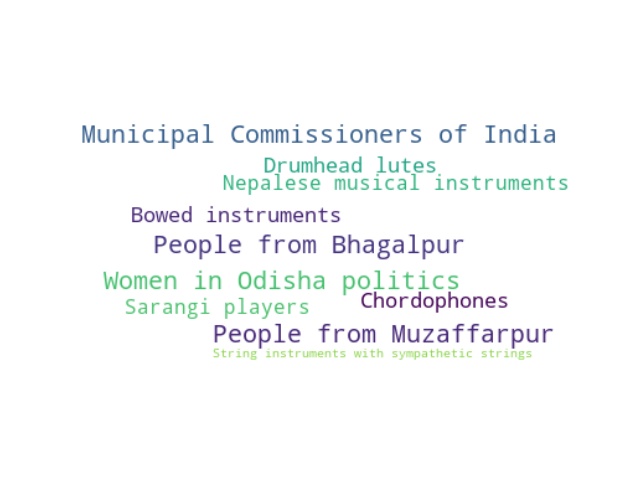 Municipal Commissioners of India
Drumhead lutes
Nepalese musical instruments
Bowed instruments
People from Bhagalpur
Women in Odisha politics
Chordophones
Sarangi players
People from Muzaffarpur
String instruments with sympathetic strings